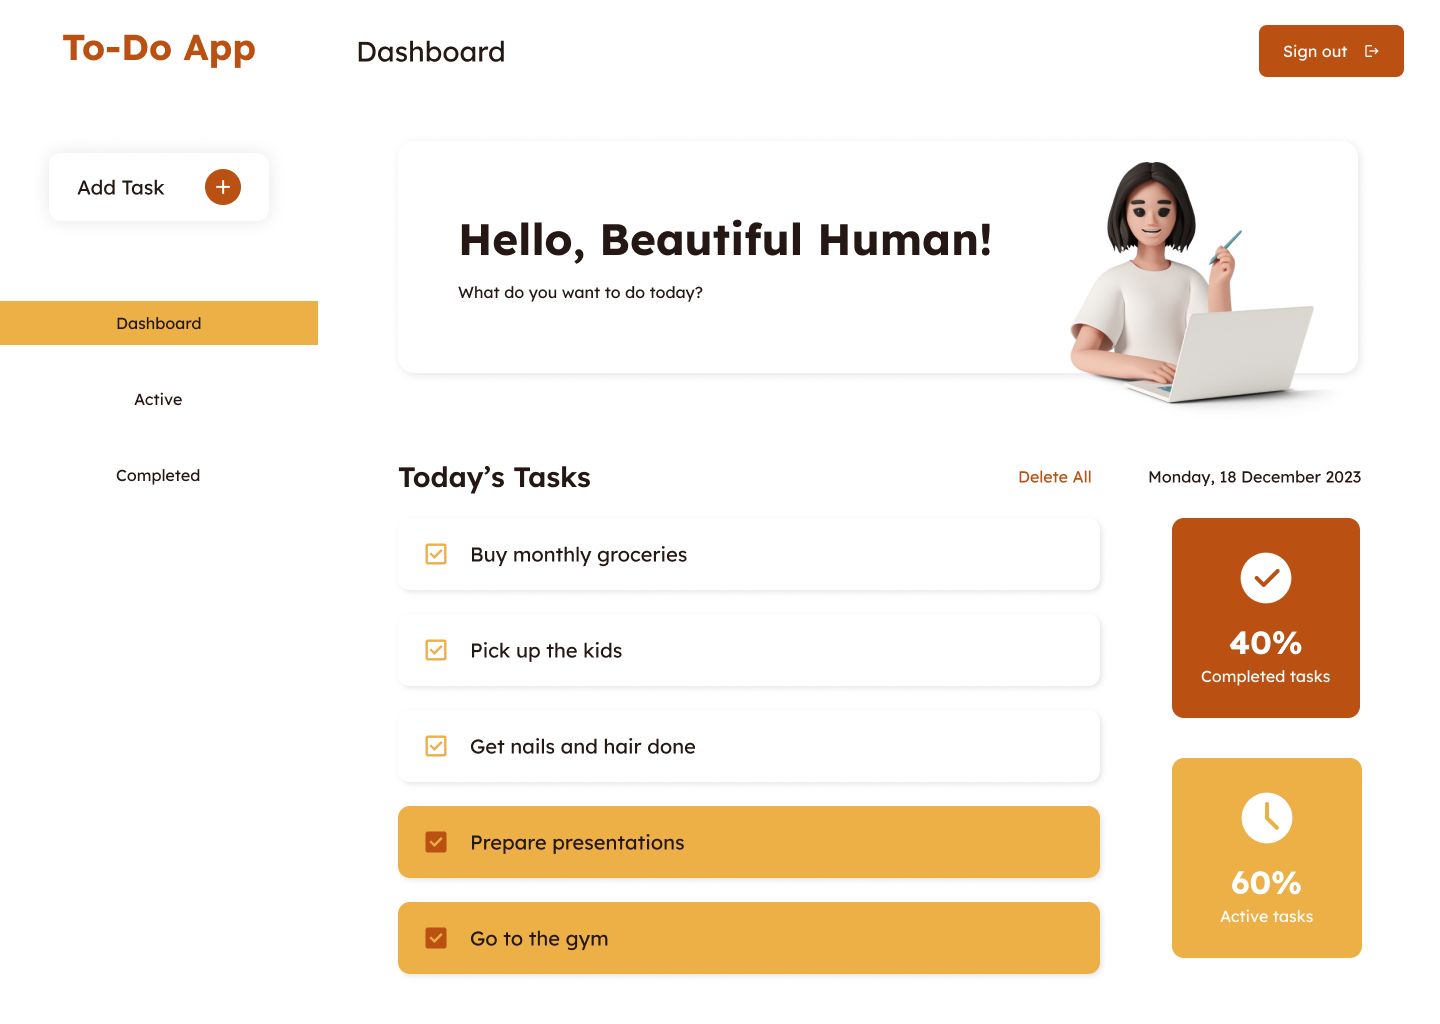 To-Do App
Dashboard
Sign out
Add Task
Hello, Beautiful Human!
What do you want to do today?
Dashboard
Active
Completed
Today’s Tasks
Delete All
Monday, 18 December 2023
Buy monthly groceries
Pick up the kids
Get nails and hair done
Prepare presentations
Go to the gym
40%
Completed tasks
60%
Active tasks